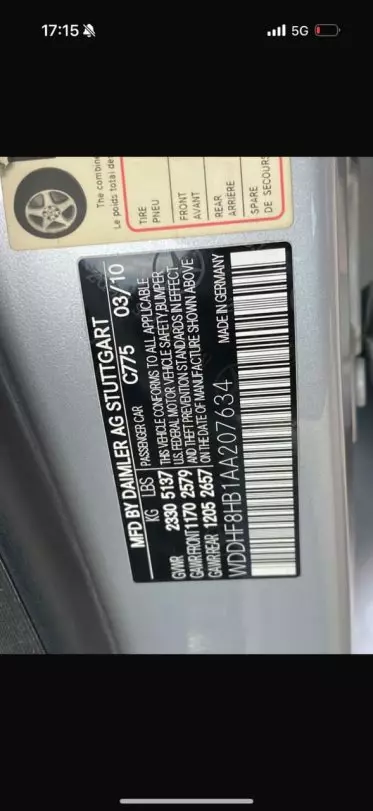 17:15
5G
The combine
Le poids total de
TIRE
PNEU
FRONT
AVANT
REAR
ARRIÈRE
SPARE
DE SECOURS
MFD BY DAIMLER AG STUTTGART
C775 03/10
PASSENGER CAR
KG LBS
GVWR 2330 5137
GAWR FRONT 1170 2579
GAWR REAR 1205 2657
THIS VEHICLE CONFORMS TO ALL APPLICABLE
U.S. FEDERAL MOTOR VEHICLE SAFETY, BUMPER
AND THEFT PREVENTION STANDARDS IN EFFECT
ON THE DATE OF MANUFACTURE SHOWN ABOVE
WDDHF8HB1AA207634
MADE IN GERMANY